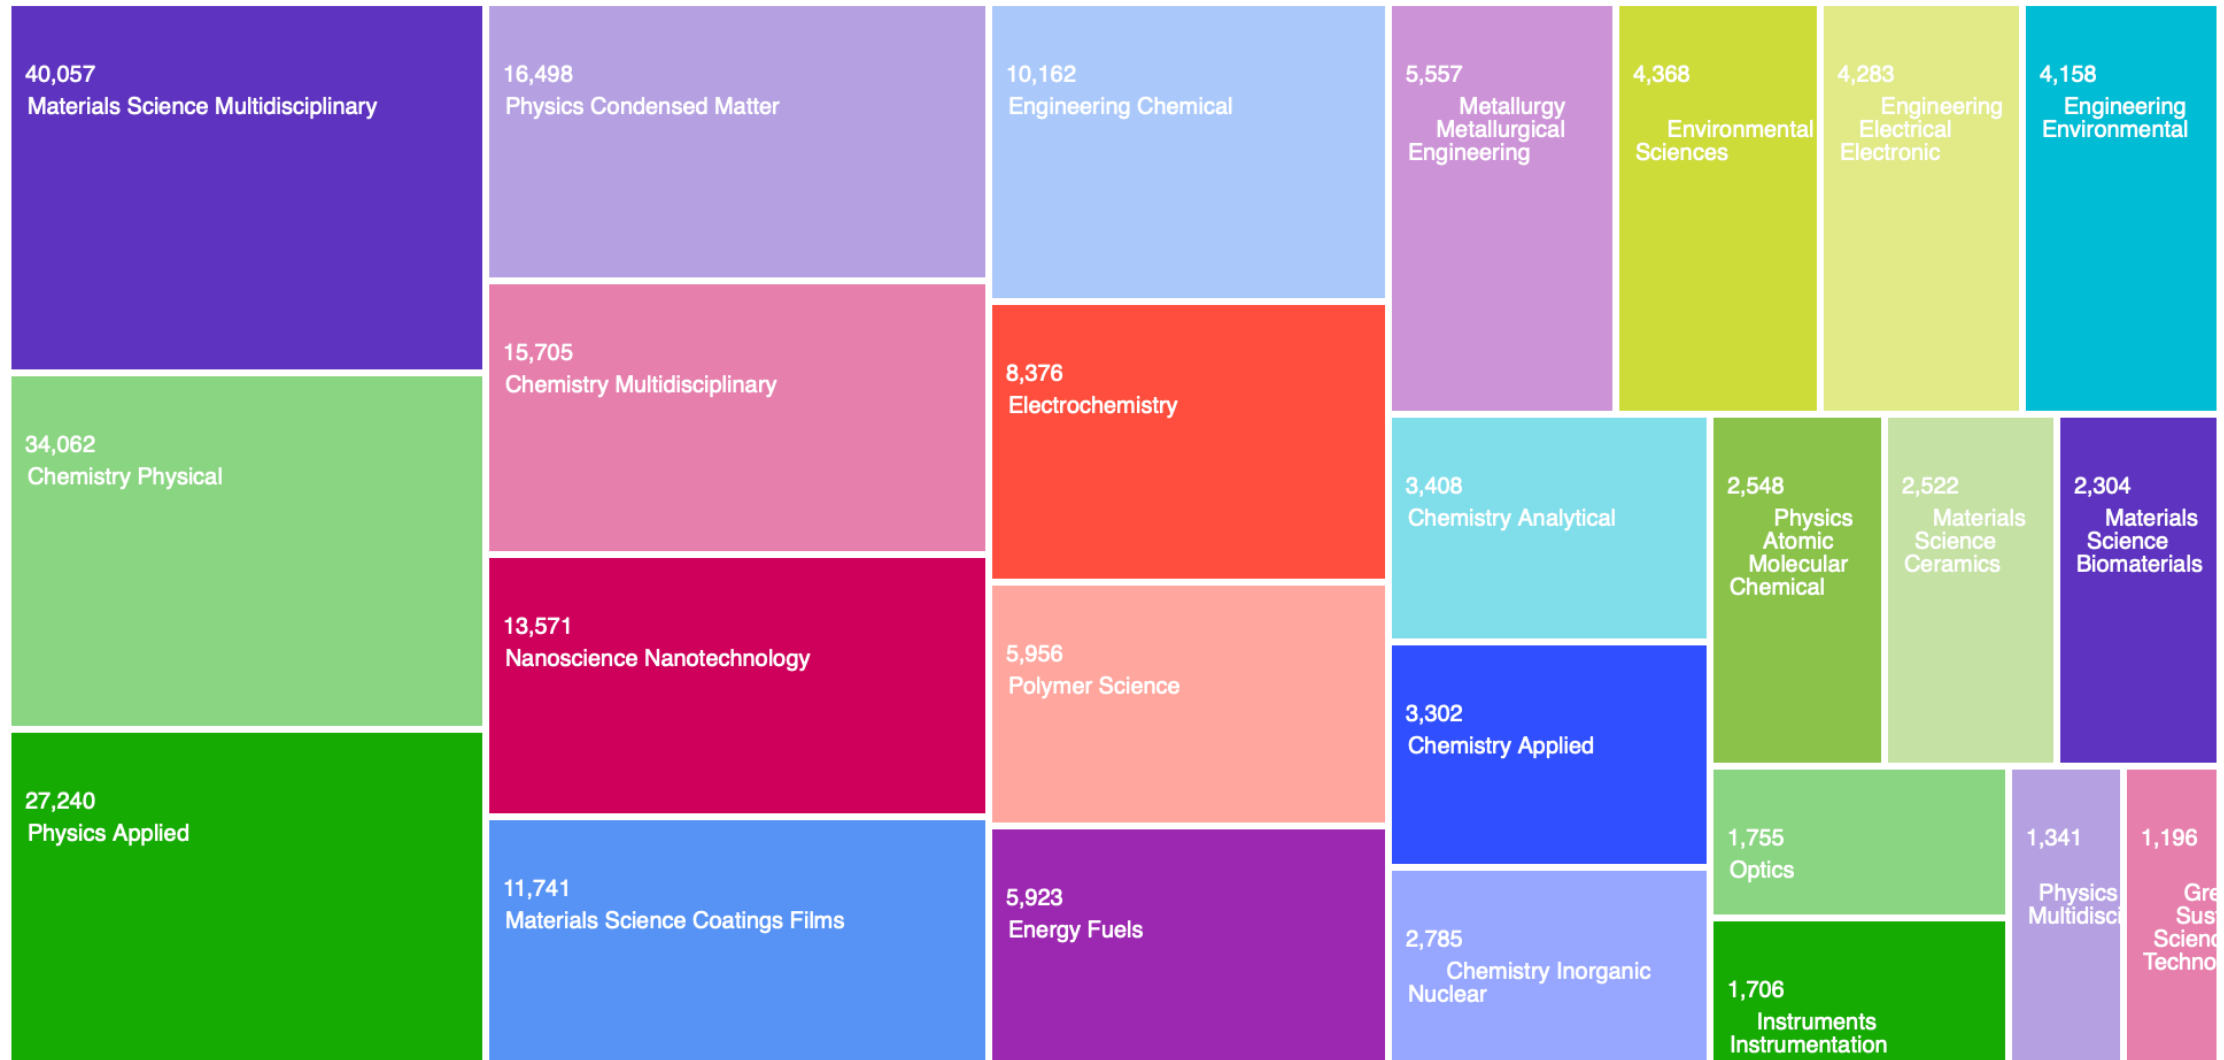 40,057
Materials Science Multidisciplinary
34,062
Chemistry Physical
27,240
Physics Applied
16,498
Physics Condensed Matter
15,705
Chemistry Multidisciplinary
13,571
Nanoscience Nanotechnology
11,741
Materials Science Coatings Films
10,162
Engineering Chemical
8,376
Electrochemistry
5,956
Polymer Science
5,923
Energy Fuels
5,557
Metallurgy
Metallurgical
Engineering
4,368
Environmental
Sciences
4,283
Engineering
Electrical
Electronic
4,158
Engineering
Environmental
3,408
Chemistry Analytical
3,302
Chemistry Applied
2,785
Chemistry Inorganic
Nuclear
2,548
Physics
Atomic
Molecular
Chemical
2,522
Materials
Science
Ceramics
2,304
Materials
Science
Biomaterials
1,755
Optics
1,706
Instruments
Instrumentation
1,341
Physics
Multidisci
1,196
Gre
Sus
Scienc
Techno